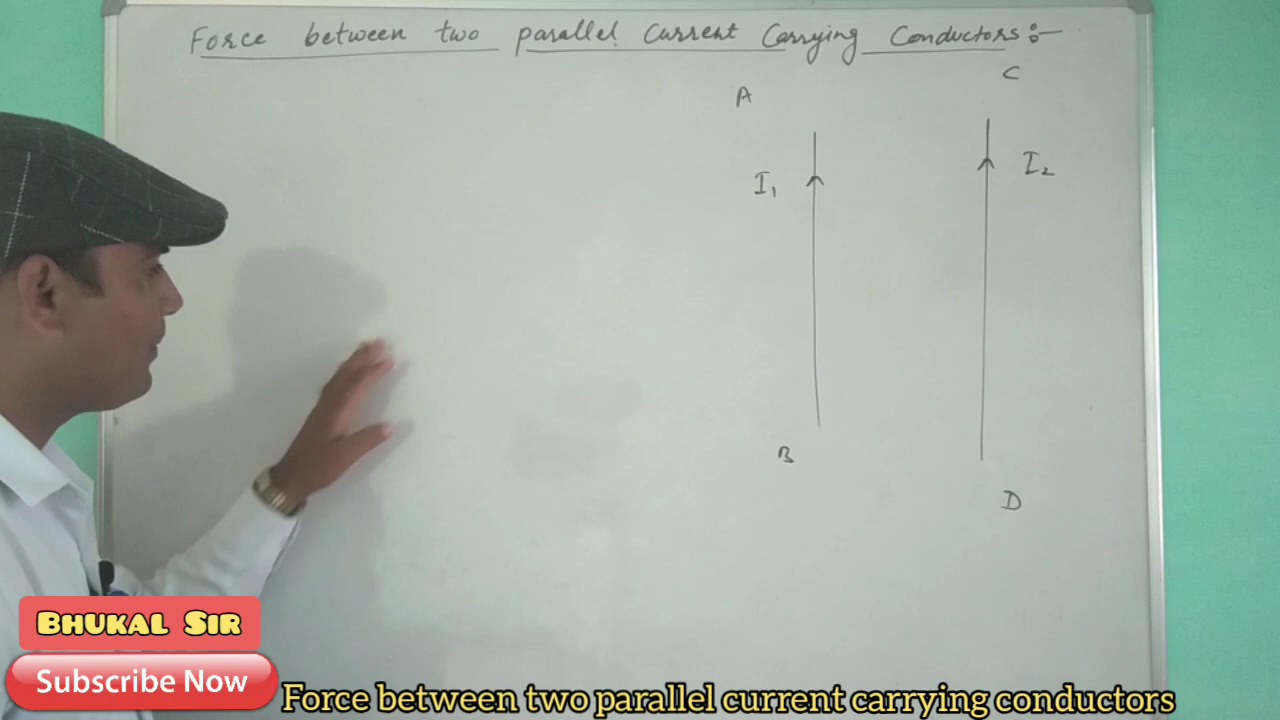 Force between two parallel current carrying conductors :-
C
A
I₁
I₂
B
D
BHUKAL SIR
Subscribe Now
Force between two parallel current carrying conductors